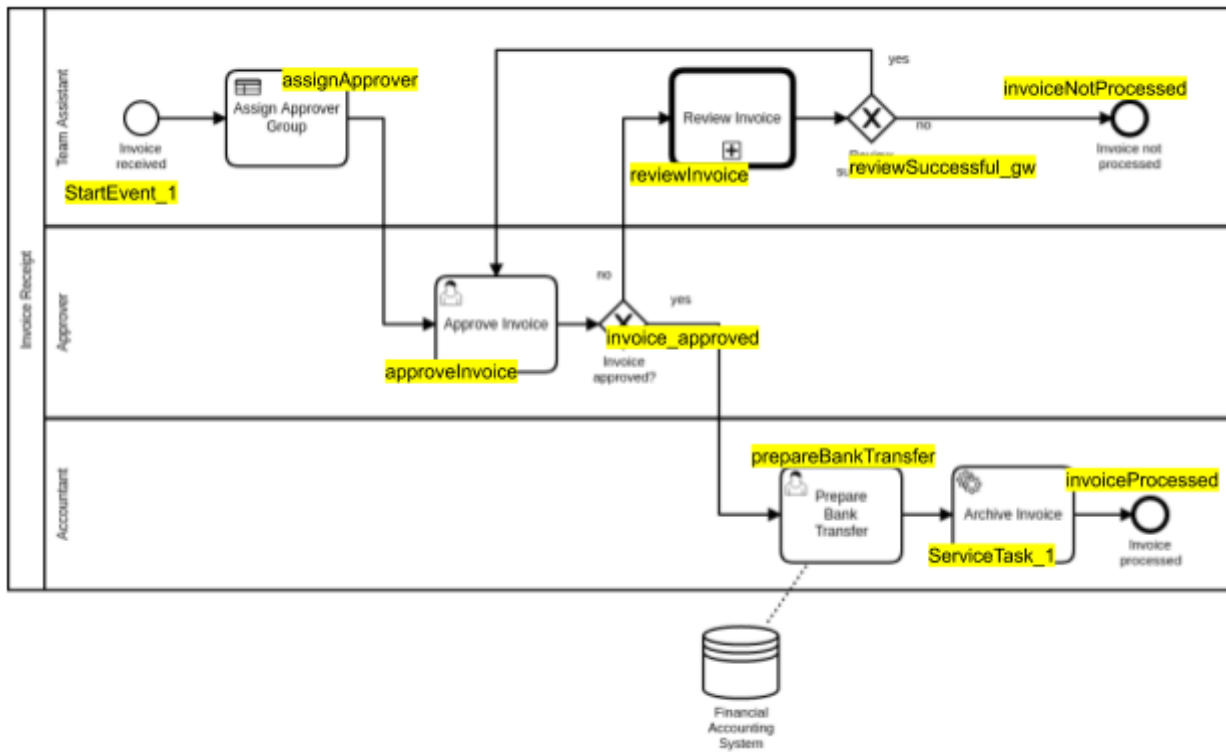 Invoice Receipt
Team Assistant
Invoice
received
StartEvent_1
assignApprover
Assign Approver
Group
Review Invoice
reviewInvoice
yes
no
reviewSuccessful_gw
invoiceNotProcessed
Invoice not
processed
Approver
Approve Invoice
approveInvoice
no
yes
invoice_approved
Invoice
approved?
Accountant
prepareBankTransfer
Prepare
Bank
Transfer
Archive Invoice
ServiceTask_1
invoiceProcessed
Invoice
processed
Financial
Accounting
System